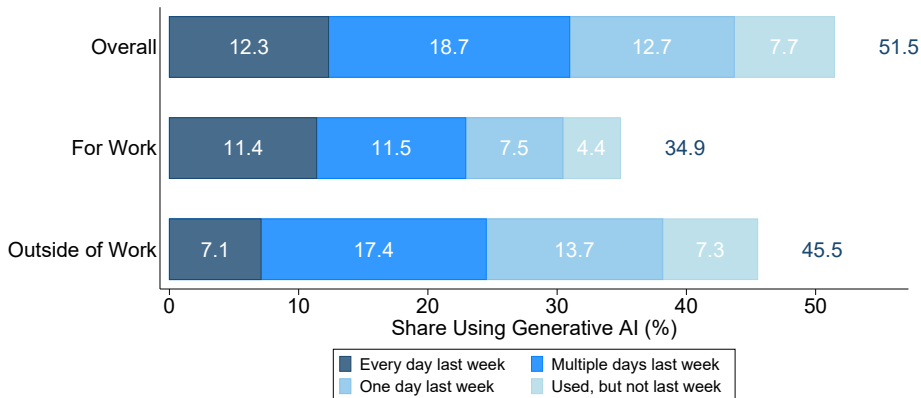 Overall 12.3 18.7 12.7 7.7 51.5
For Work 11.4 11.5 7.5 4.4 34.9
Outside of Work 7.1 17.4 13.7 7.3 45.5
0 10 20 30 40 50
Share Using Generative AI (%)
Every day last week Multiple days last week
One day last week Used, but not last week